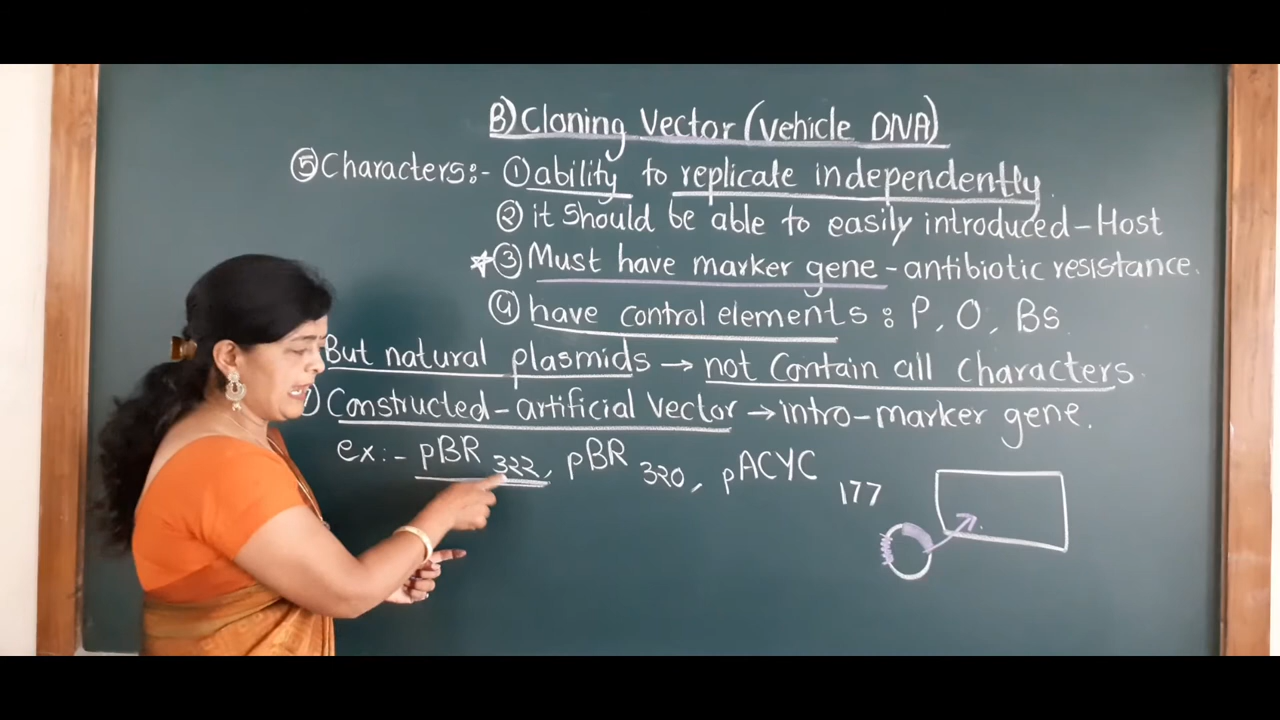 B) Cloning Vector (Vehicle DNA)
⑤ Characters:- ① ability to replicate independently.
② it should be able to easily introduced - Host
* ③ Must have marker gene - antibiotic resistance.
④ have control elements : P, O, Bs
But natural plasmids → not Contain all characters.
Constructed - artificial Vector → intro-marker gene.
ex:- pBR 322, pBR 320, pACYC 177